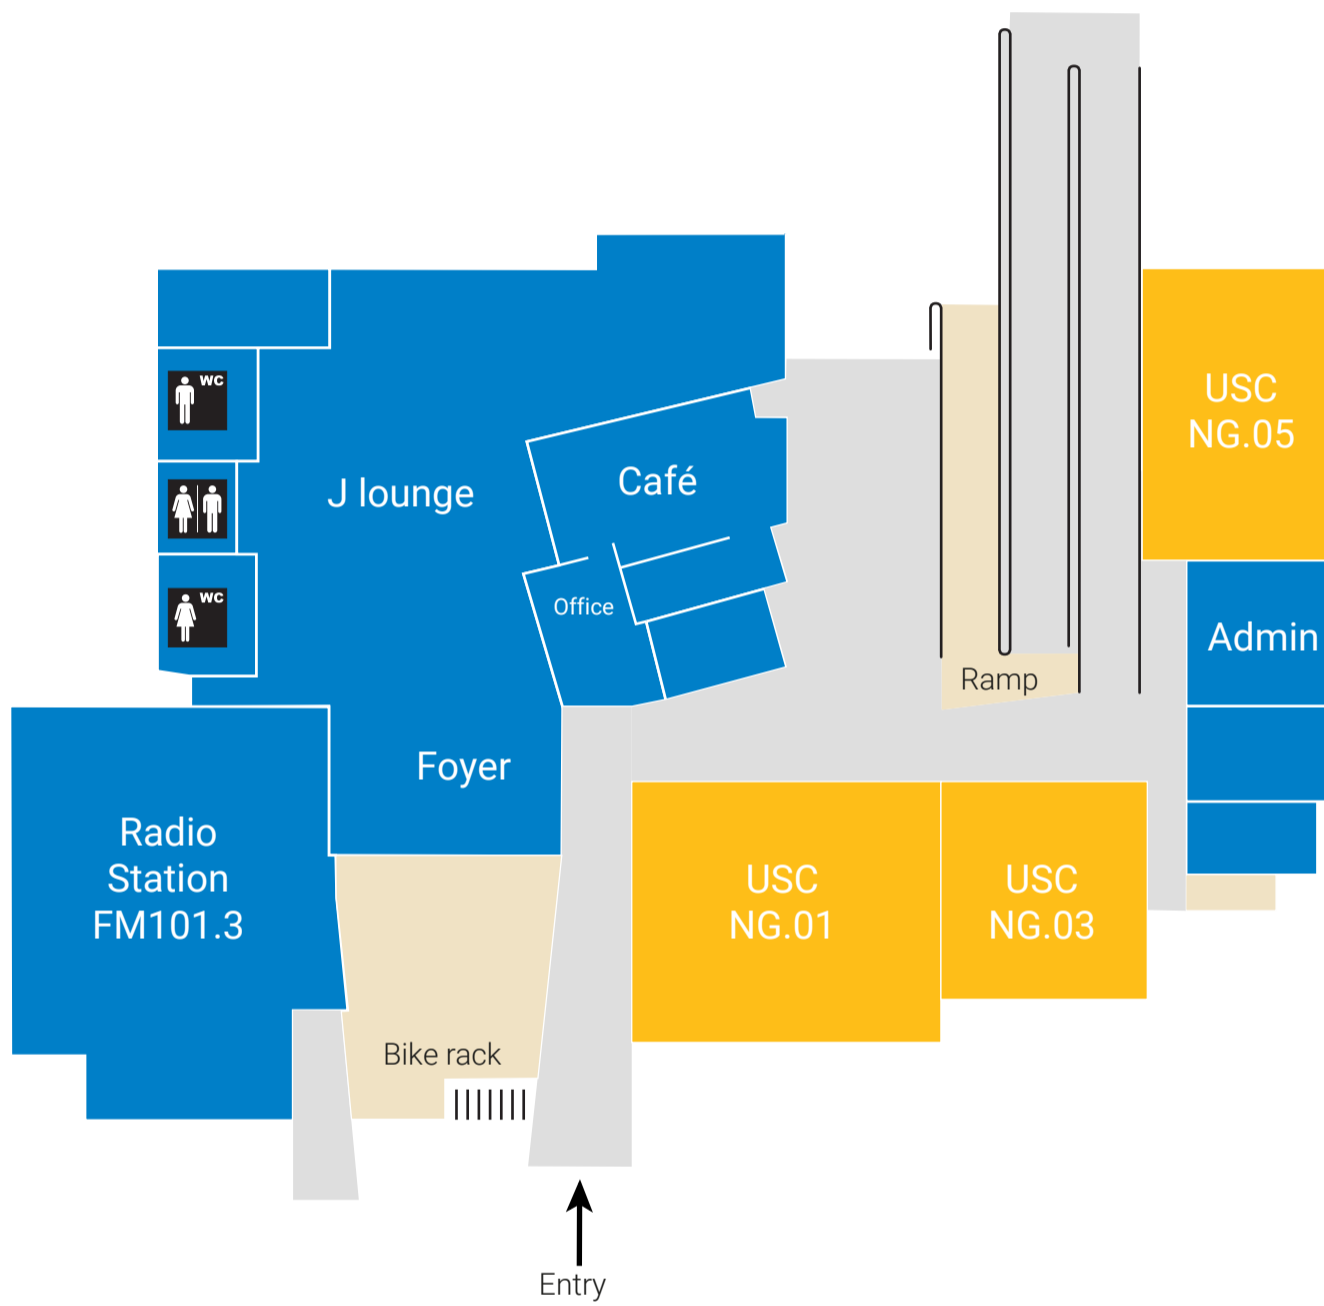 WC
WC
J lounge
Café
Office
Foyer
Radio
Station
FM101.3
Bike rack
Entry
Ramp
USC
NG.05
Admin
USC
NG.01
USC
NG.03